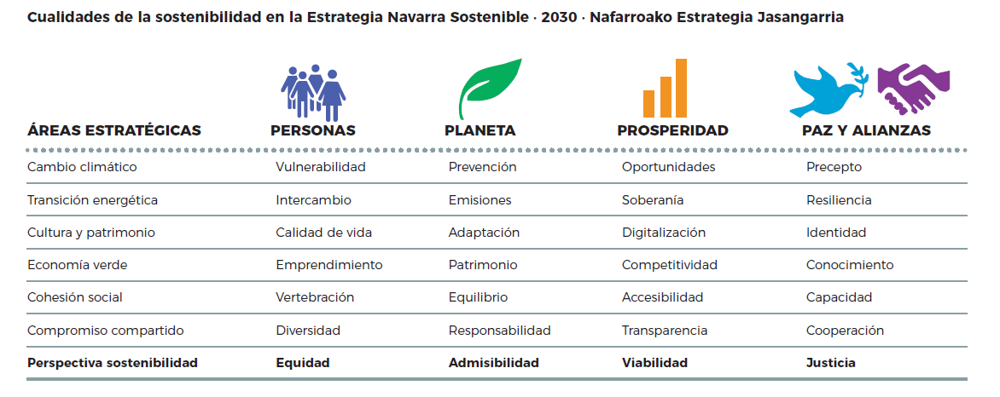 Cualidades de la sostenibilidad en la Estrategia Navarra Sostenible · 2030 · Nafarroako Estrategia Jasangarria
ÁREAS ESTRATÉGICAS PERSONAS PLANETA PROSPERIDAD PAZ Y ALIANZAS
Cambio climático Vulnerabilidad Prevención Oportunidades Precepto
Transición energética Intercambio Emisiones Soberanía Resiliencia
Cultura y patrimonio Calidad de vida Adaptación Digitalización Identidad
Economía verde Emprendimiento Patrimonio Competitividad Conocimiento
Cohesión social Vertebración Equilibrio Accesibilidad Capacidad
Compromiso compartido Diversidad Responsabilidad Transparencia Cooperación
Perspectiva sostenibilidad Equidad Admisibilidad Viabilidad Justicia